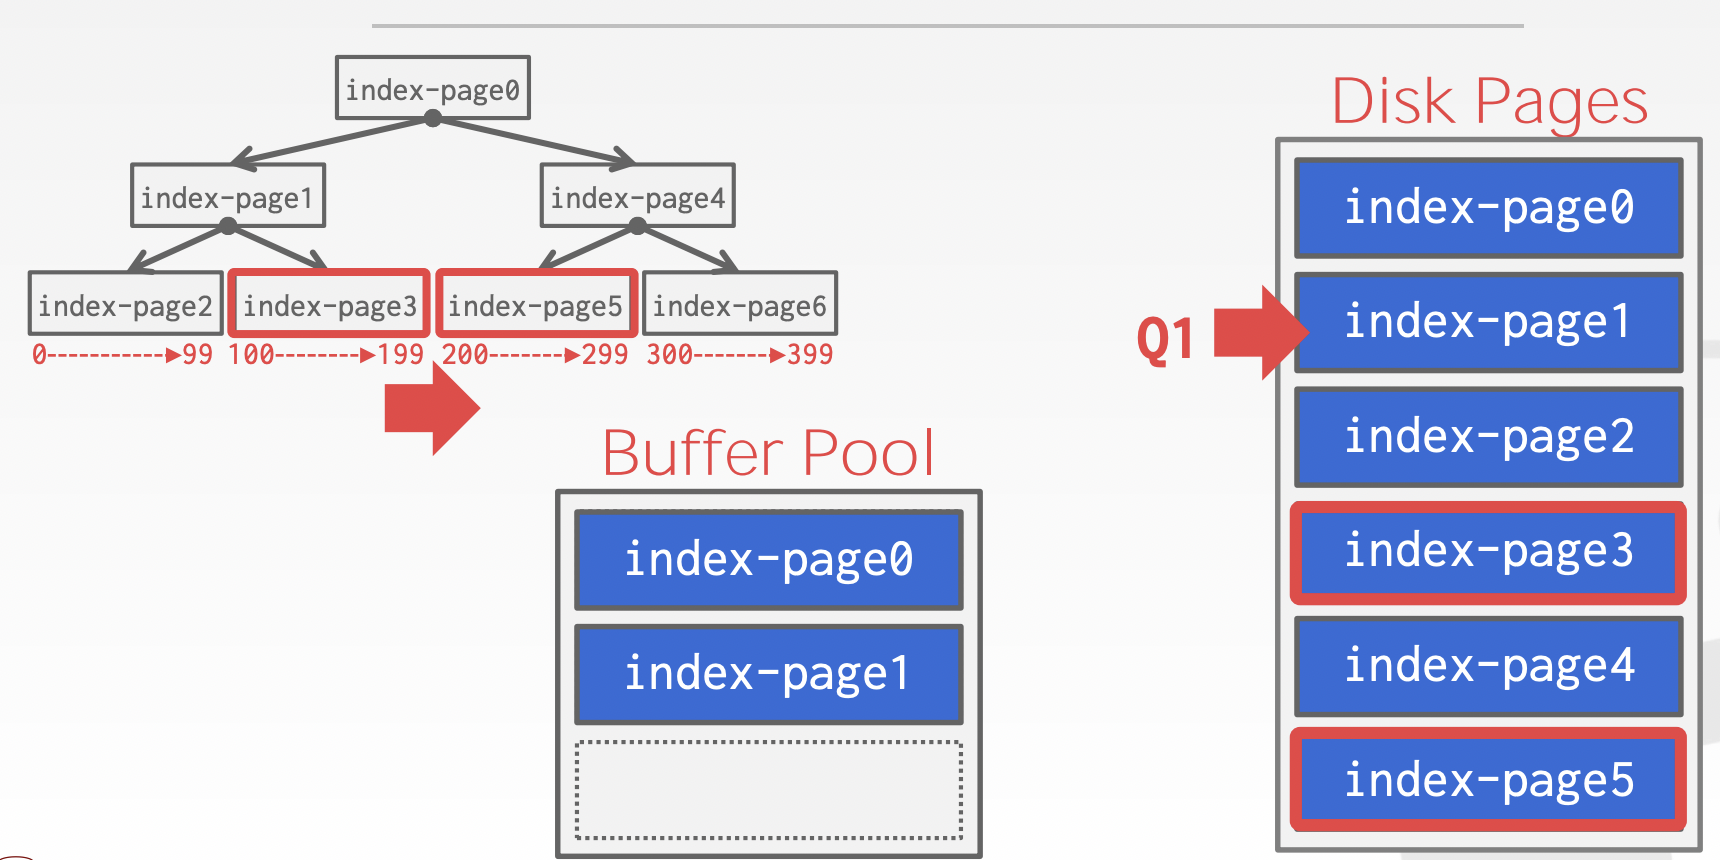 index-page0
index-page1
index-page4
index-page2
index-page3
index-page5
index-page6
0----------->99
100-------->199
200------->299
300------->399
Buffer Pool
index-page0
index-page1
Q1
Disk Pages
index-page0
index-page1
index-page2
index-page3
index-page4
index-page5